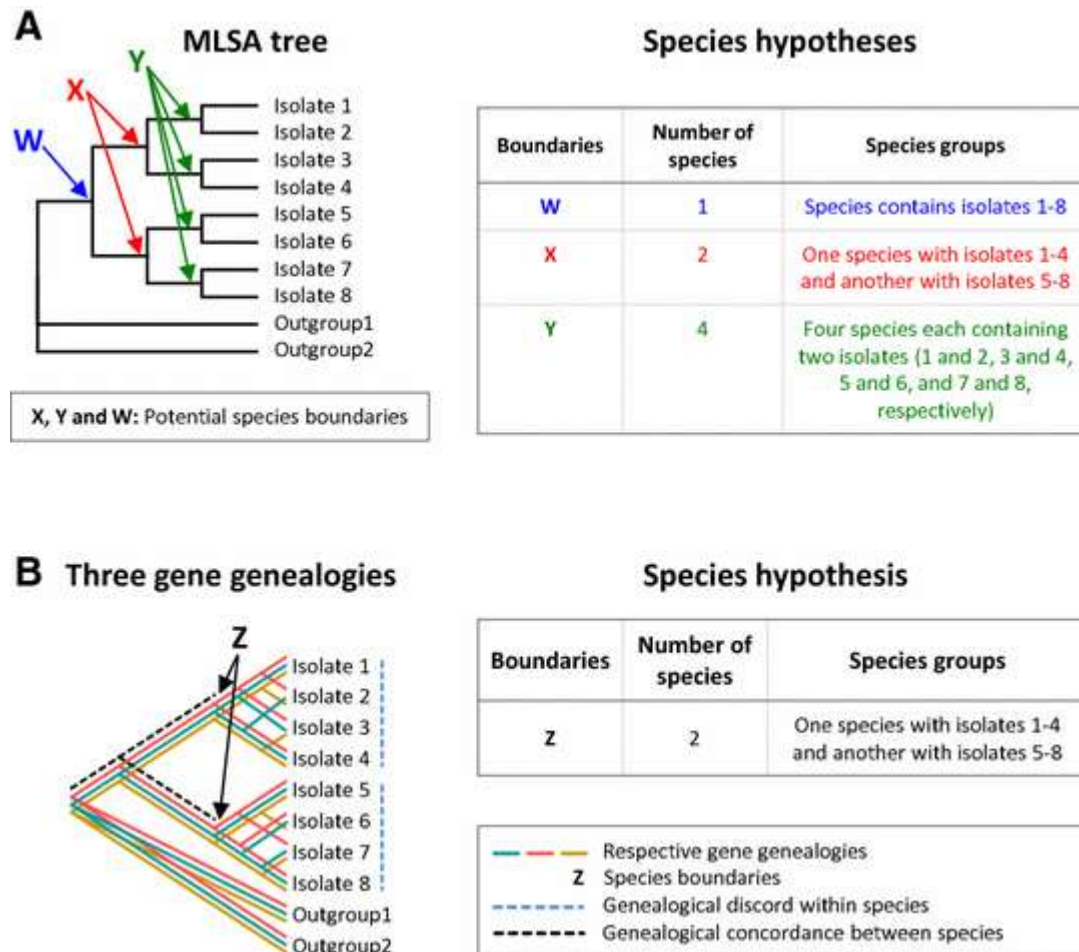 A
MLSA tree
W
X
Y
Isolate 1
Isolate 2
Isolate 3
Isolate 4
Isolate 5
Isolate 6
Isolate 7
Isolate 8
Outgroup1
Outgroup2
X, Y and W: Potential species boundaries
Species hypotheses
Boundaries
Number of
species
Species groups
W
1
Species contains isolates 1-8
X
2
One species with isolates 1-4
and another with isolates 5-8
Y
4
Four species each containing
two isolates (1 and 2, 3 and 4,
5 and 6, and 7 and 8,
respectively)
B
Three gene genealogies
Z
Isolate 1
Isolate 2
Isolate 3
Isolate 4
Isolate 5
Isolate 6
Isolate 7
Isolate 8
Outgroup1
Outgroup2
Species hypothesis
Boundaries
Number of
species
Species groups
Z
2
One species with isolates 1-4
and another with isolates 5-8
Respective gene genealogies
Z Species boundaries
Genealogical discord within species
Genealogical concordance between species